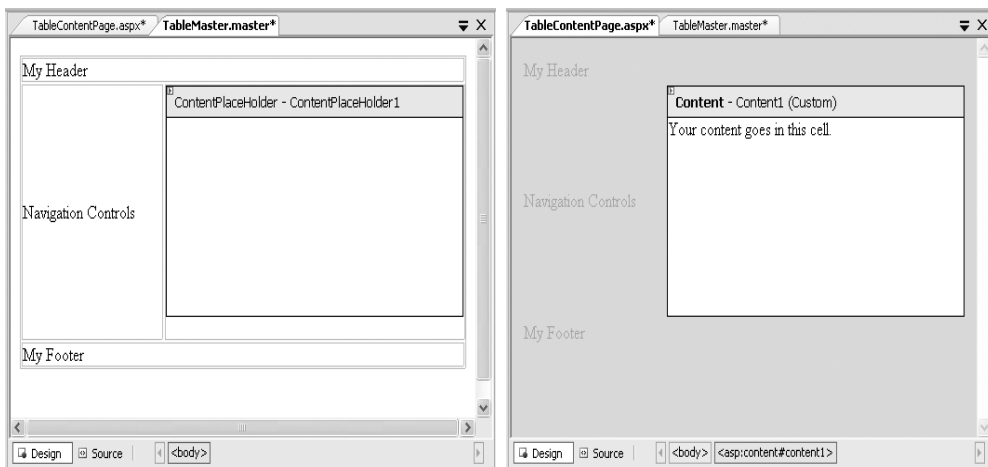 TableContentPage.aspx* TableMaster.master*
My Header
ContentPlaceHolder - ContentPlaceHolder1
Navigation Controls
My Footer
Design Source <body>
TableContentPage.aspx* TableMaster.master*
My Header
Content - Content1 (Custom)
Your content goes in this cell.
Navigation Controls
My Footer
Design Source <body> <asp:content#content1>